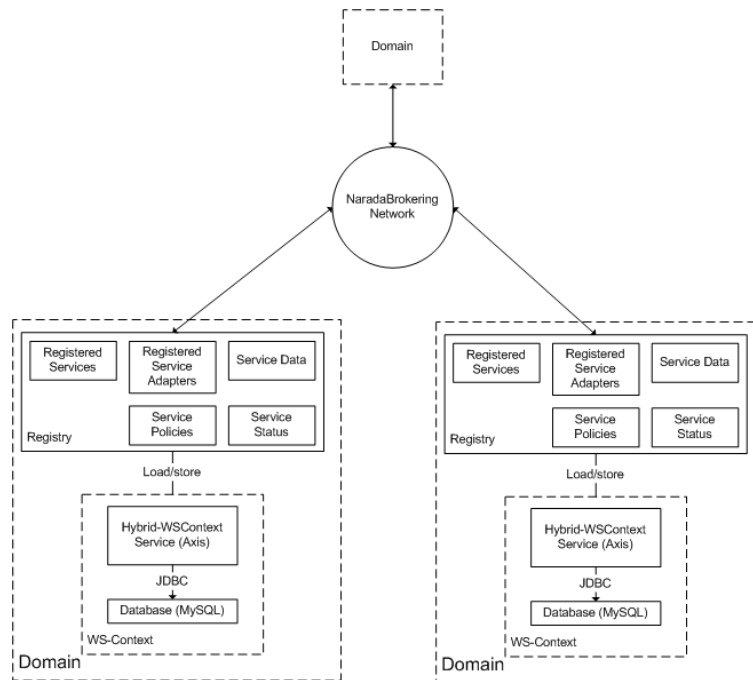 Domain
NaradaBrokering
Network
Registered
Services
Registered
Service
Adapters
Service Data
Service
Policies
Service
Status
Registry
Load/store
Hybrid-WSContext
Service (Axis)
JDBC
Database (MySQL)
WS-Context
Domain
Registered
Services
Registered
Service
Adapters
Service Data
Service
Policies
Service
Status
Registry
Load/store
Hybrid-WSContext
Service (Axis)
JDBC
Database (MySQL)
WS-Context
Domain